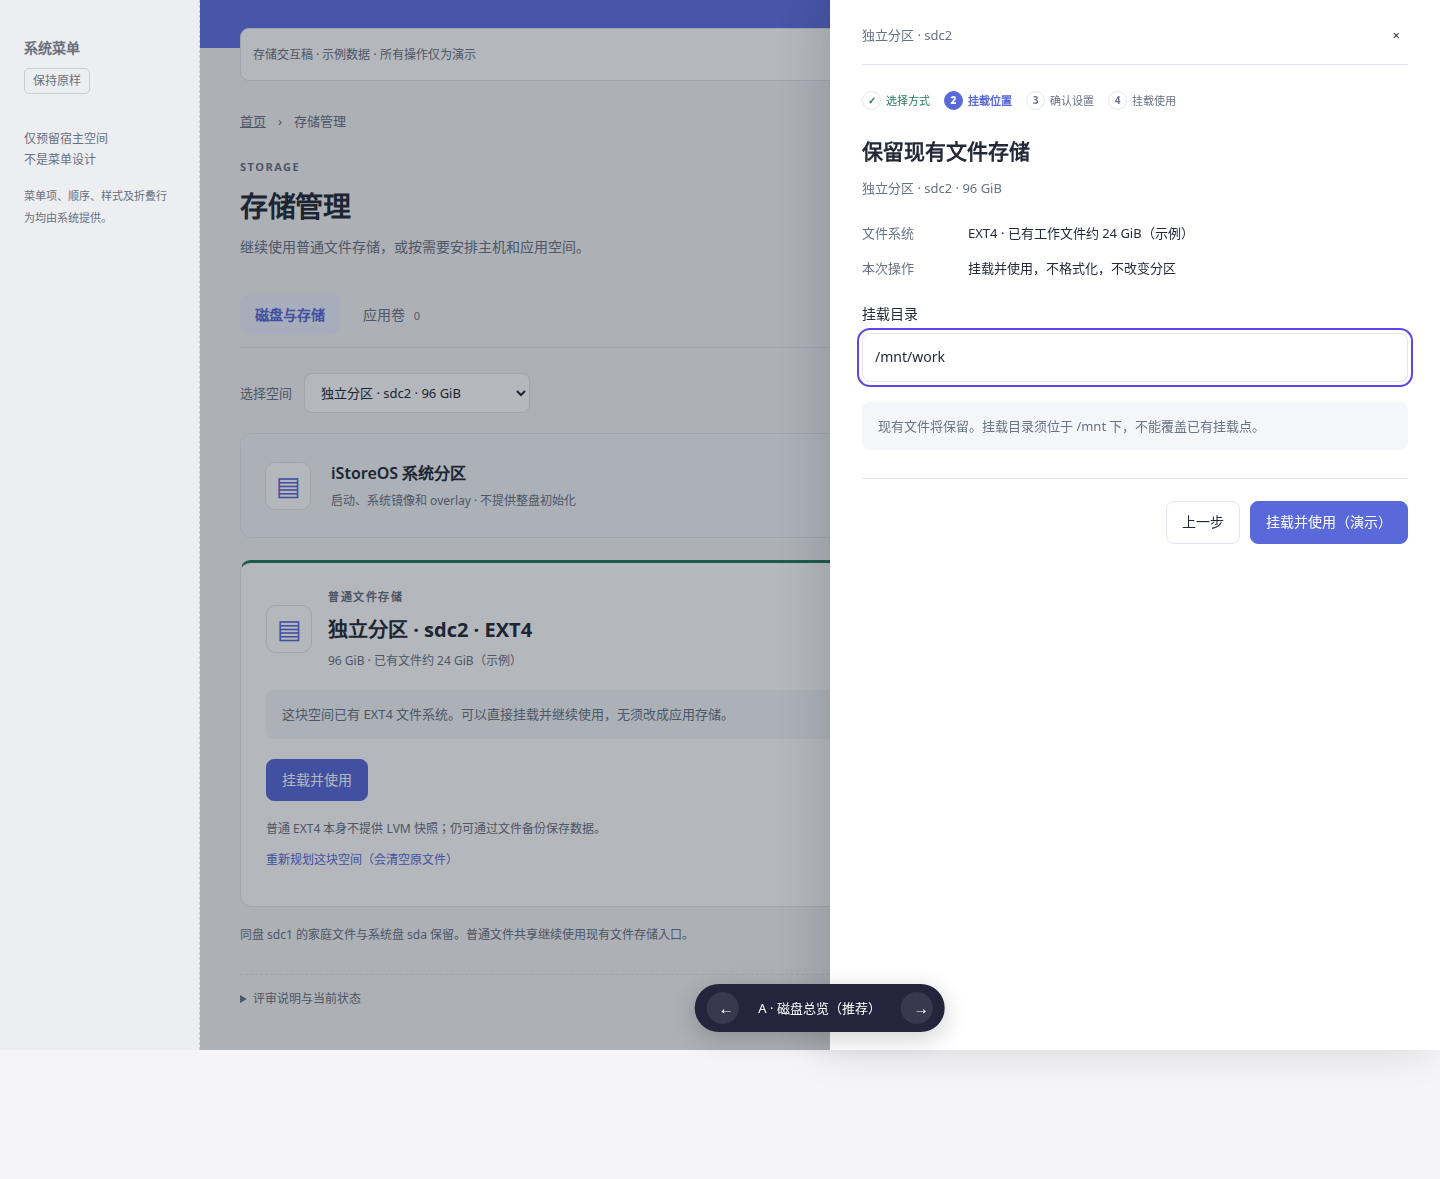 系统菜单
保持原样
仅预留宿主空间
不是菜单设计
菜单项、顺序、样式及折叠行
为均由系统提供。
存储交互稿 · 示例数据 · 所有操作仅为演示
首页 › 存储管理
STORAGE
存储管理
继续使用普通文件存储，或按需要安排主机和应用空间。
磁盘与存储 应用卷 0
选择空间 独立分区 · sdc2 · 96 GiB
iStoreOS 系统分区
启动、系统镜像和 overlay · 不提供整盘初始化
普通文件存储
独立分区 · sdc2 · EXT4
96 GiB · 已有文件约 24 GiB（示例）
这块空间已有 EXT4 文件系统。可以直接挂载并继续使用，无须改成应用存储。
挂载并使用
普通 EXT4 本身不提供 LVM 快照；仍可通过文件备份保存数据。
重新规划这块空间（会清空原文件）
同盘 sdc1 的家庭文件与系统盘 sda 保留。普通文件共享继续使用现有文件存储入口。
▶ 评审说明与当前状态
← A · 磁盘总览（推荐） →
独立分区 · sdc2 ×
✓ 选择方式 2 挂载位置 3 确认设置 4 挂载使用
保留现有文件存储
独立分区 · sdc2 · 96 GiB
文件系统 EXT4 · 已有工作文件约 24 GiB（示例）
本次操作 挂载并使用，不格式化，不改变分区
挂载目录
/mnt/work
现有文件将保留。挂载目录须位于 /mnt 下，不能覆盖已有挂载点。
上一步 挂载并使用（演示）